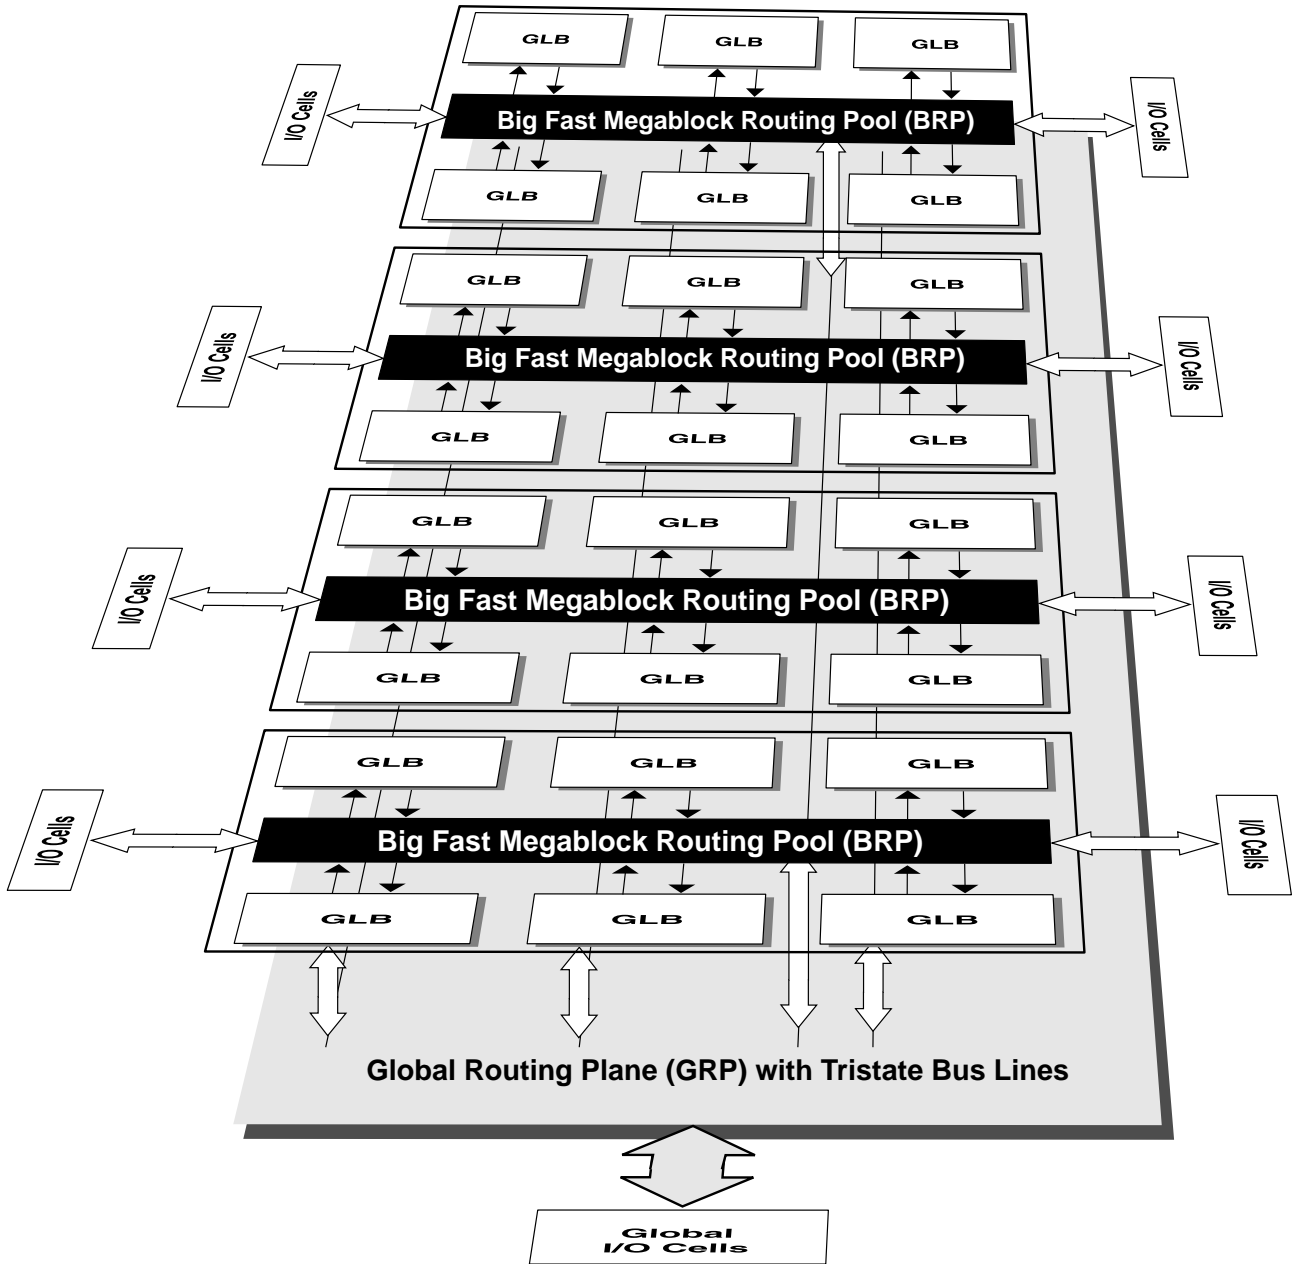 GLB
GLB
GLB
I/O Cells
Big Fast Megablock Routing Pool (BRP)
I/O Cells
GLB
GLB
GLB
GLB
GLB
GLB
I/O Cells
Big Fast Megablock Routing Pool (BRP)
I/O Cells
GLB
GLB
GLB
GLB
GLB
GLB
I/O Cells
Big Fast Megablock Routing Pool (BRP)
I/O Cells
GLB
GLB
GLB
GLB
GLB
GLB
I/O Cells
Big Fast Megablock Routing Pool (BRP)
I/O Cells
GLB
GLB
GLB
Global Routing Plane (GRP) with Tristate Bus Lines
Global
I/O Cells